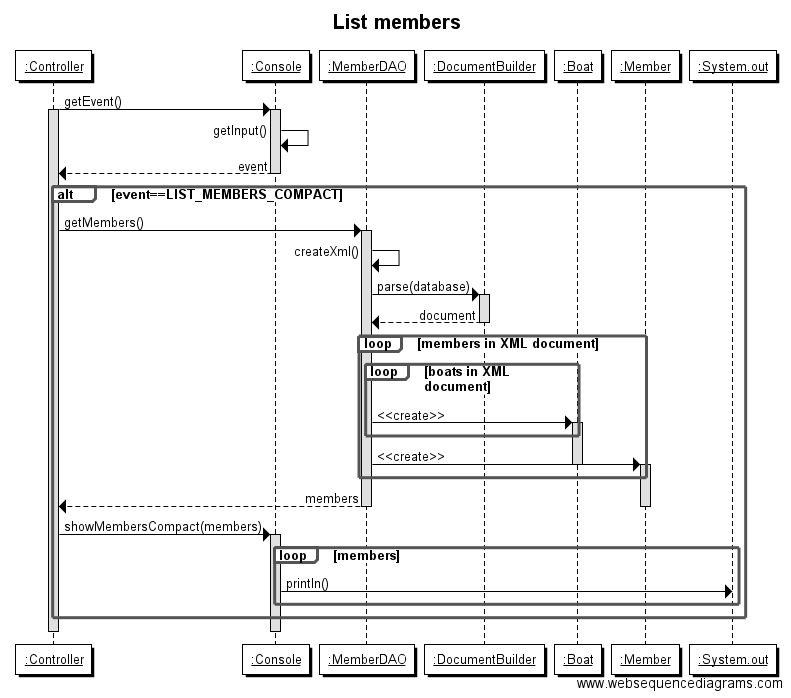 List members
:Controller :Console :MemberDAO :DocumentBuilder :Boat :Member :System.out
getEvent()
getInput()
event
alt [event==LIST_MEMBERS_COMPACT]
getMembers()
createXml()
parse(database)
document
loop [members in XML document]
loop [boats in XML
document]
<<create>>
<<create>>
members
showMembersCompact(members)
loop [members]
println()
:Controller :Console :MemberDAO :DocumentBuilder :Boat :Member :System.out
www.websequencediagrams.com